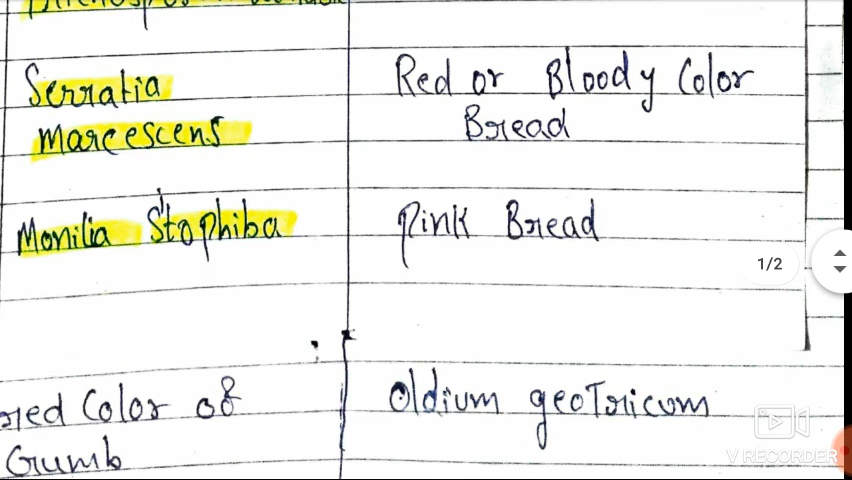 Serratia
Marcescens
Red or Bloody Color
Bread
Monilia Stophiba
Pink Bread
1/2
red Color of
Crumb
Oldium geoTricum
V RECORDER